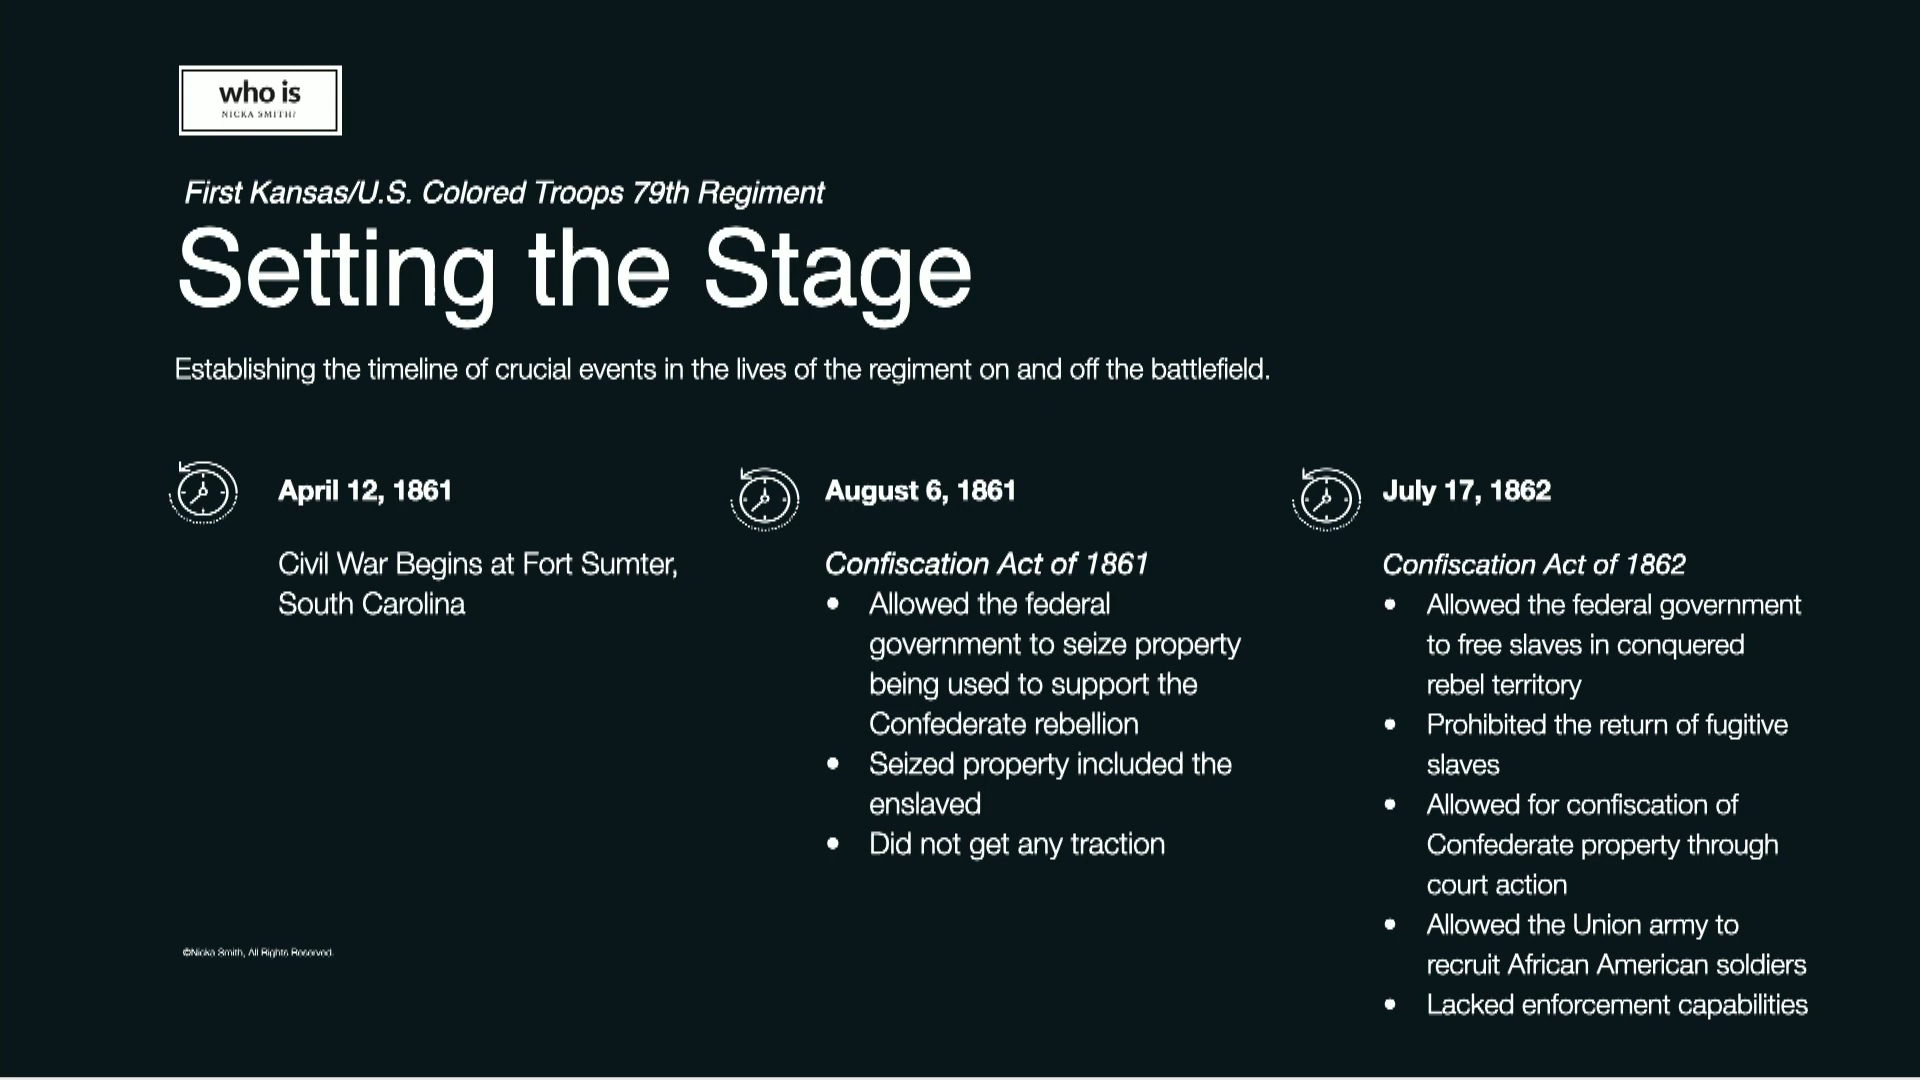 who is
NICKA SMITH?
First Kansas/U.S. Colored Troops 79th Regiment
Setting the Stage
Establishing the timeline of crucial events in the lives of the regiment on and off the battlefield.
April 12, 1861
Civil War Begins at Fort Sumter,
South Carolina
August 6, 1861
Confiscation Act of 1861
• Allowed the federal
government to seize property
being used to support the
Confederate rebellion
• Seized property included the
enslaved
• Did not get any traction
July 17, 1862
Confiscation Act of 1862
• Allowed the federal government
to free slaves in conquered
rebel territory
• Prohibited the return of fugitive
slaves
• Allowed for confiscation of
Confederate property through
court action
• Allowed the Union army to
recruit African American soldiers
• Lacked enforcement capabilities
©Nicka Smith, All Rights Reserved.